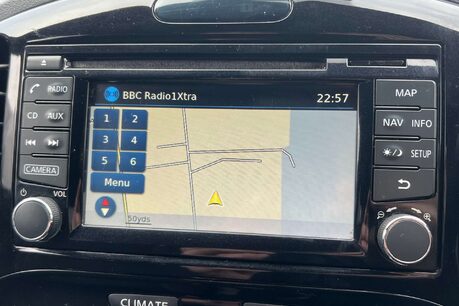 BBC Radio1Xtra 22:57
RADIO
CD AUX
CAMERA
1 2
3 4
5 6
Menu
50yds
MAP
NAV INFO
SETUP
CLIMATE